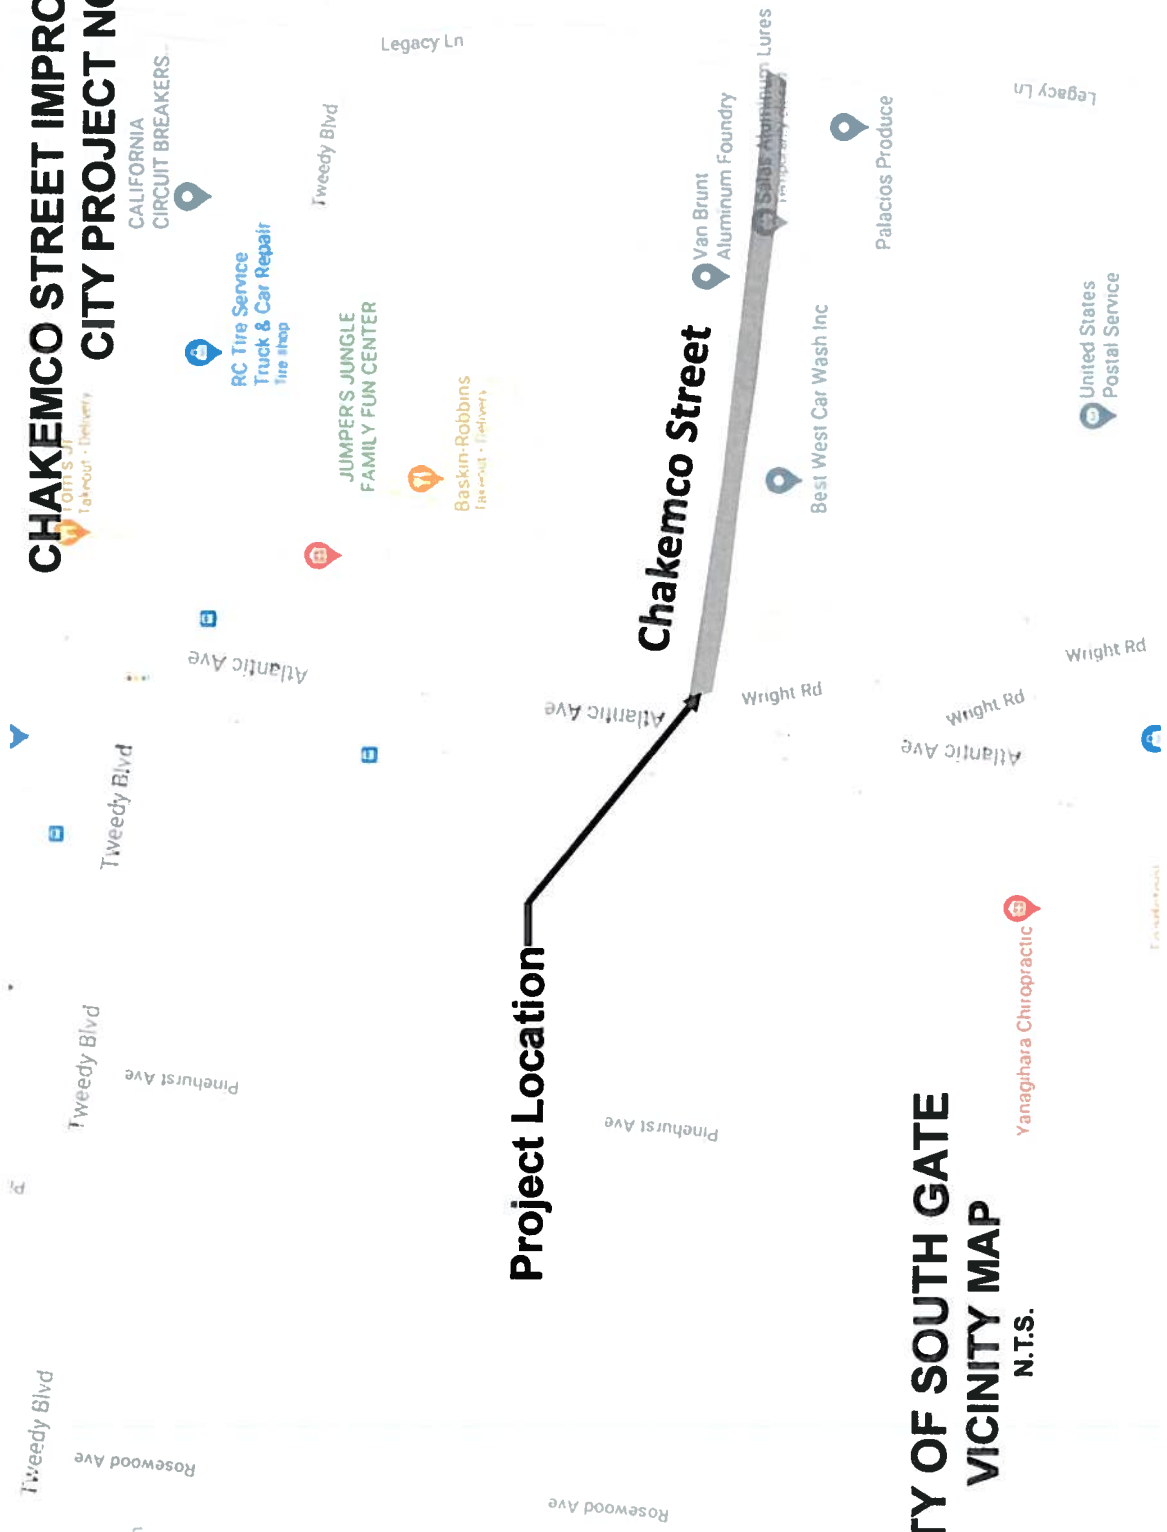 CHAKEMCO STREET IMPRO
CITY PROJECT N
Takeout · Delivery
CALIFORNIA
CIRCUIT BREAKERS
RC Tire Service
Truck & Car Repair
Tire shop
Tweedy Blvd
Legacy Ln
JUMPERS JUNGLE
FAMILY FUN CENTER
Baskin-Robbins
Tweedy Blvd
Tweedy Blvd
Tweedy Blvd
Atlantic Ave
Atlantic Ave
Atlantic Ave
Pinehurst Ave
Pinehurst Ave
Rosewood Ave
Rosewood Ave
Project Location
Chakemco Street
Van Brunt
Aluminum Foundry
Salas Aluminum Lures
Best West Car Wash Inc
Palacios Produce
Legacy Ln
Wright Rd
Wright Rd
Wright Rd
United States
Postal Service
Yanagihara Chiropractic
TY OF SOUTH GATE
VICINITY MAP
N.T.S.